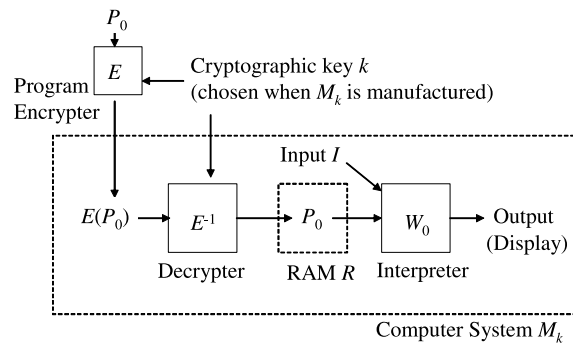 P₀
E
Program
Encrypter
Cryptographic key k
(chosen when Mₖ is manufactured)
Input I
E(P₀)
E⁻¹
P₀
W₀
Output
(Display)
Decrypter
RAM R
Interpreter
Computer System Mₖ